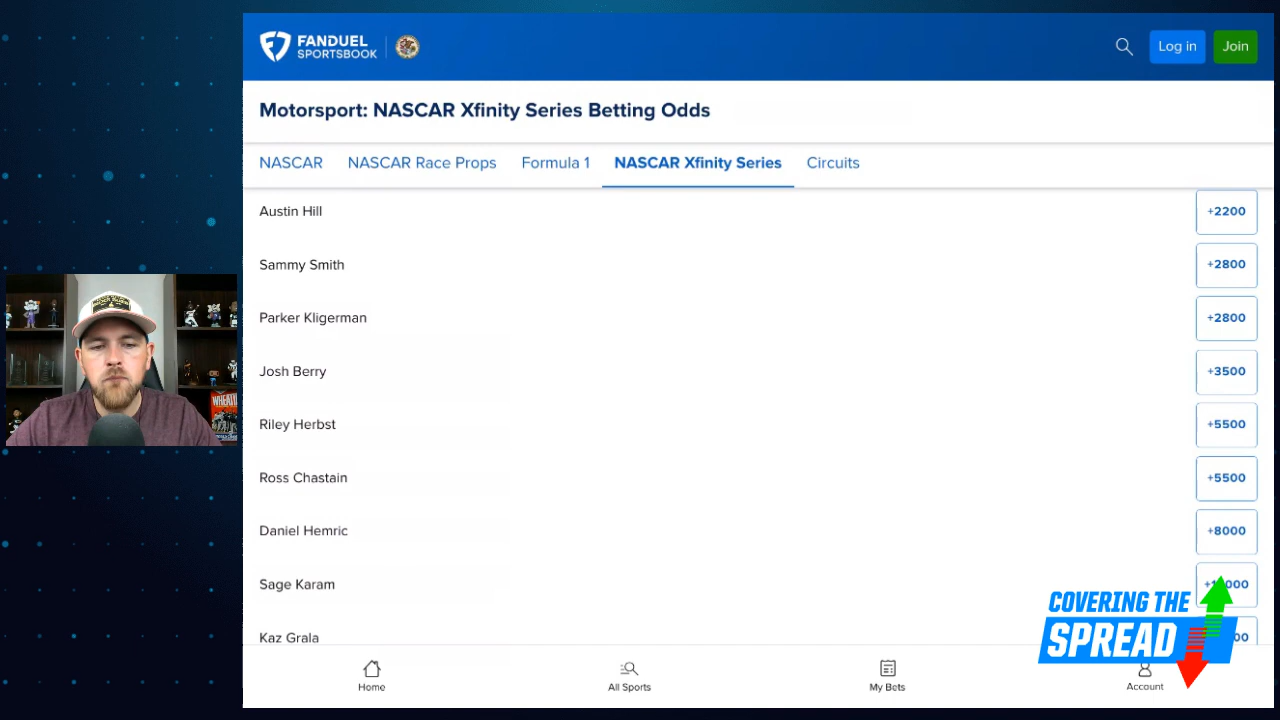 FANDUEL
SPORTSBOOK
Log in
Join
Motorsport: NASCAR Xfinity Series Betting Odds
NASCAR NASCAR Race Props Formula 1 NASCAR Xfinity Series Circuits
Austin Hill +2200
Sammy Smith +2800
Parker Kligerman +2800
Josh Berry +3500
Riley Herbst +5500
Ross Chastain +5500
Daniel Hemric +8000
Sage Karam
Kaz Grala
COVERING THE
SPREAD
Home All Sports My Bets Account
WHEATIES